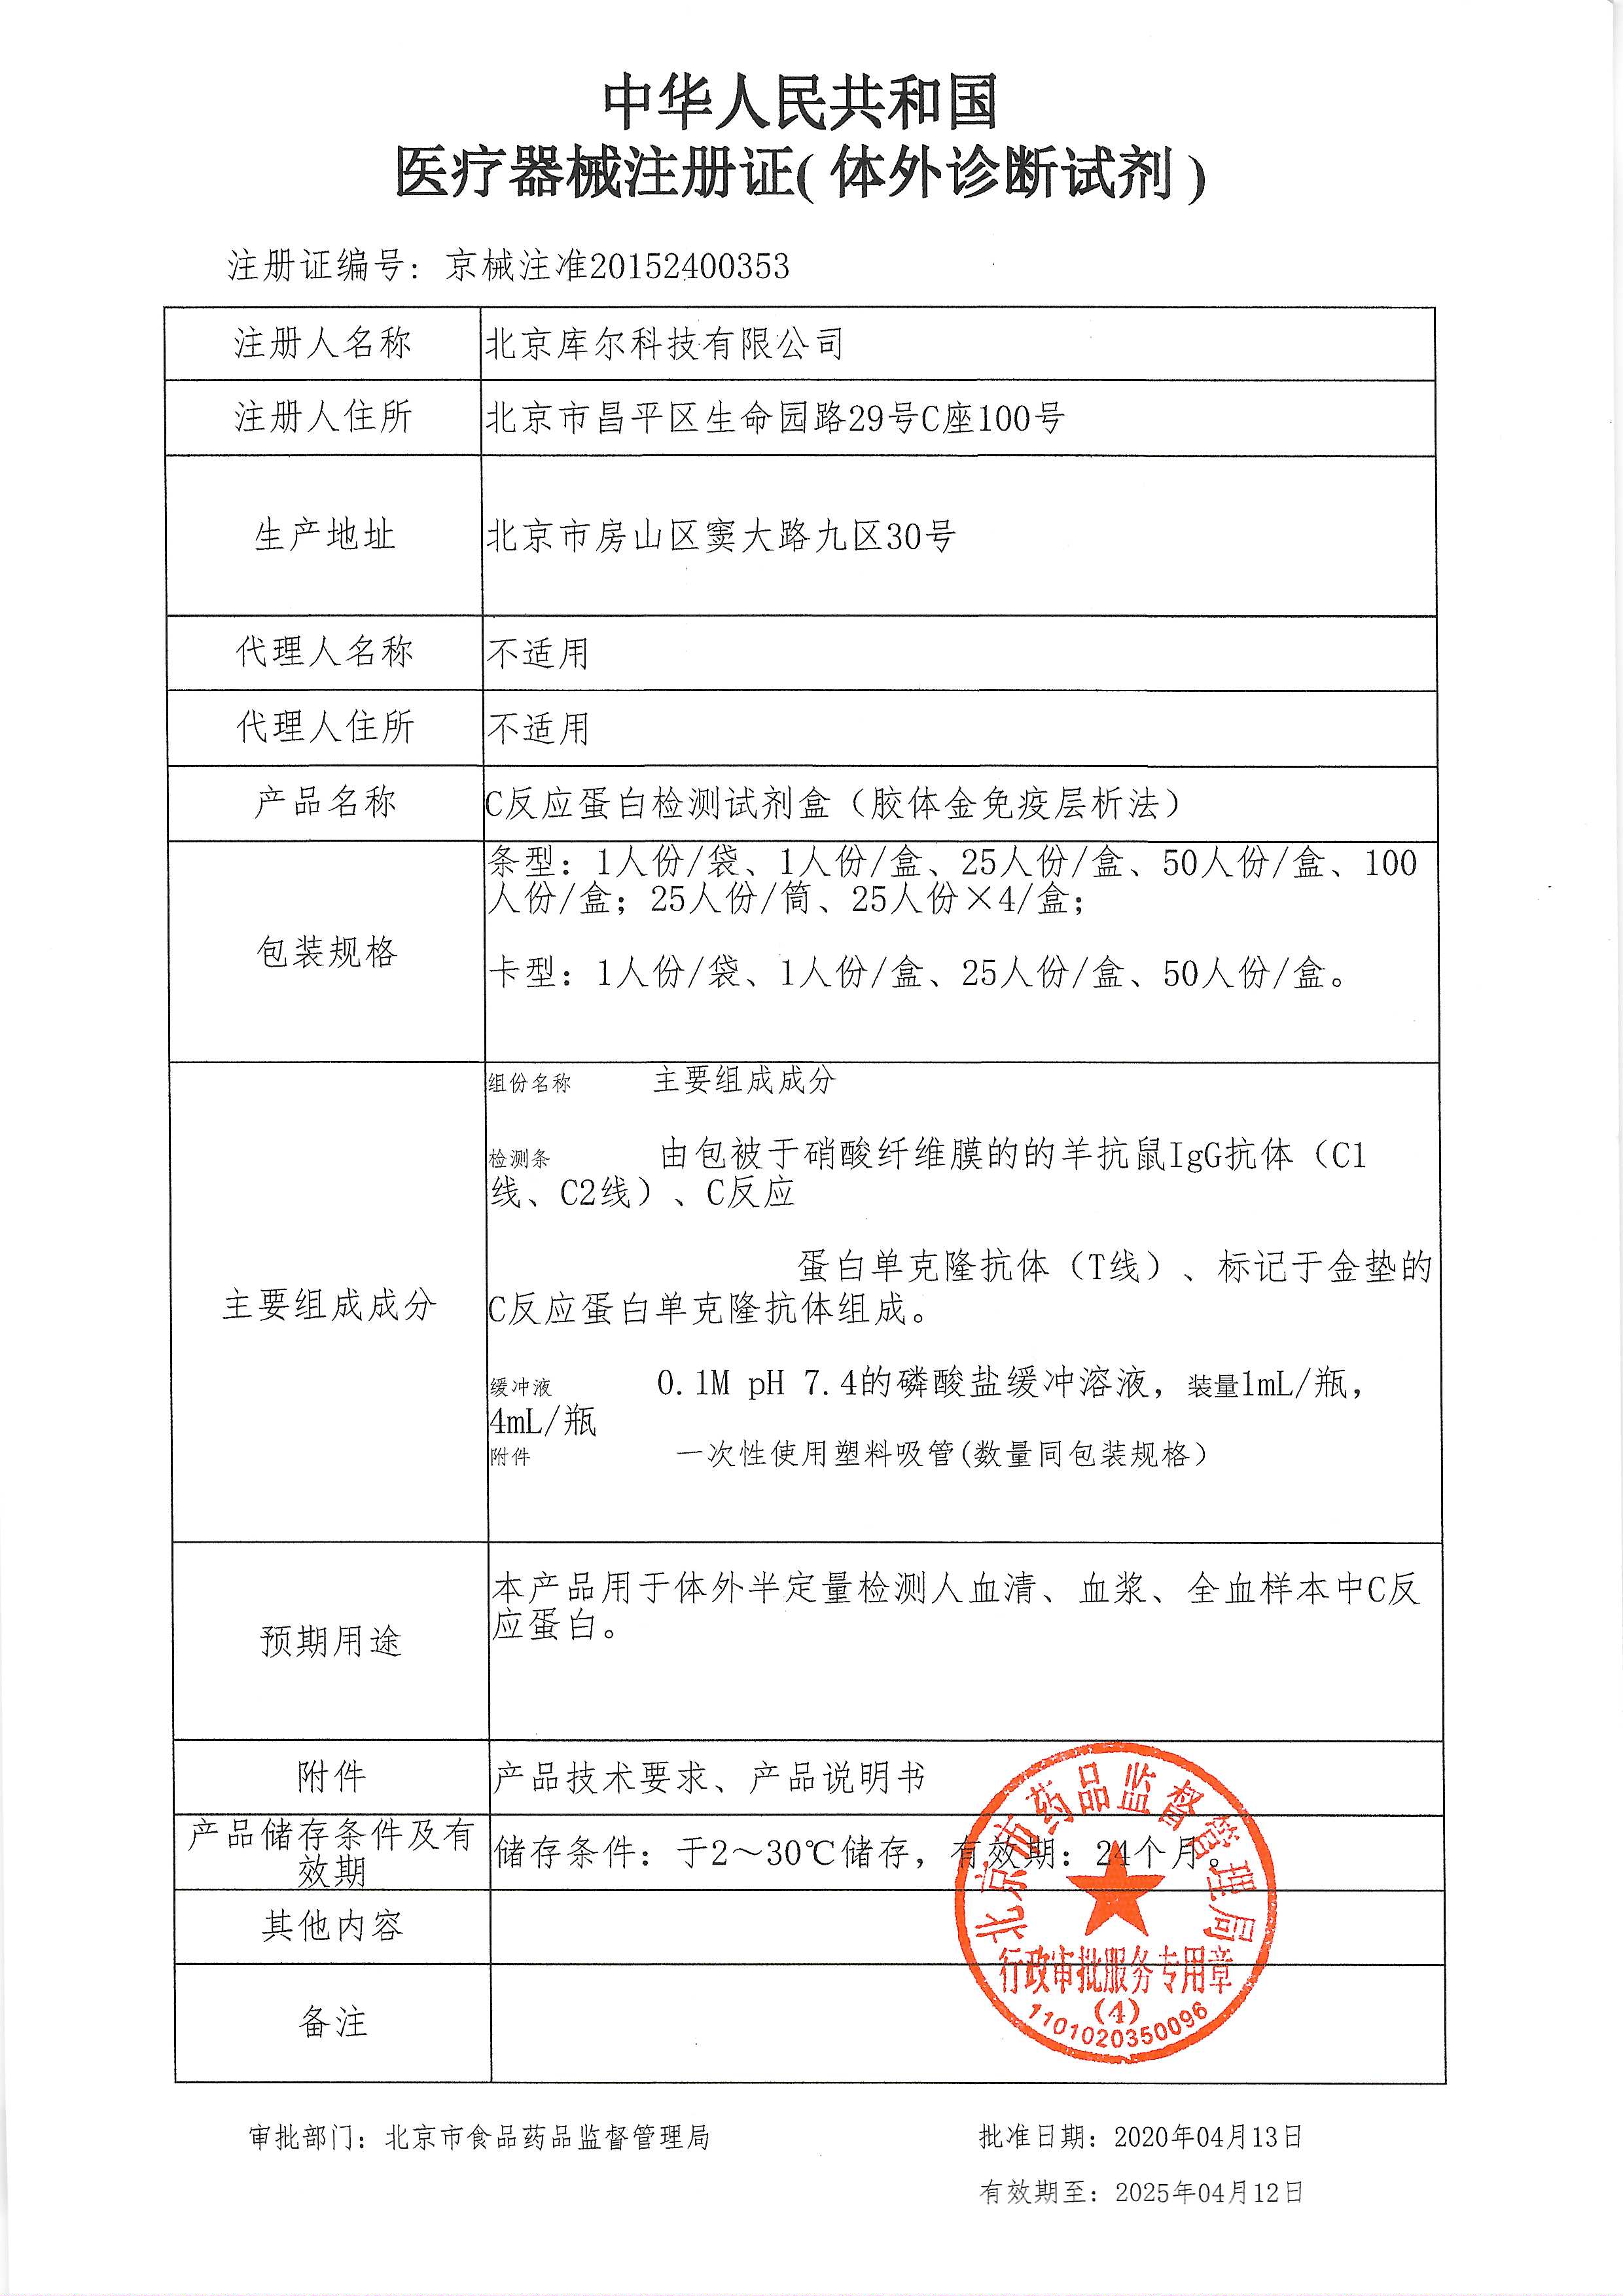 中华人民共和国
医疗器械注册证( 体外诊断试剂 )
注册证编号: 京械注准20152400353
注册人名称
北京库尔科技有限公司
注册人住所
北京市昌平区生命园路29号C座100号
生产地址
北京市房山区窦大路九区30号
代理人名称
不适用
代理人住所
不适用
产品名称
C反应蛋白检测试剂盒（胶体金免疫层析法）
包装规格
条型：1人份/袋、1人份/盒、25人份/盒、50人份/盒、100
人份/盒；25人份/筒、25人份×4/盒；
卡型：1人份/袋、1人份/盒、25人份/盒、50人份/盒。
主要组成成分
组份名称 主要组成成分
检测条 由包被于硝酸纤维膜的的羊抗鼠IgG抗体（C1
线、C2线）、C反应
蛋白单克隆抗体（T线）、标记于金垫的
C反应蛋白单克隆抗体组成。
缓冲液 0.1M pH 7.4的磷酸盐缓冲溶液，装量1mL/瓶，
4mL/瓶
附件 一次性使用塑料吸管(数量同包装规格）
预期用途
本产品用于体外半定量检测人血清、血浆、全血样本中C反
应蛋白。
附件
产品技术要求、产品说明书
产品储存条件及有
效期
储存条件：于2～30℃储存，有效期：24个月。
其他内容
备注
北京市药品监督管理局
行政审批服务专用章
(4)
1101020350096
审批部门：北京市食品药品监督管理局
批准日期：2020年04月13日
有效期至：2025年04月12日